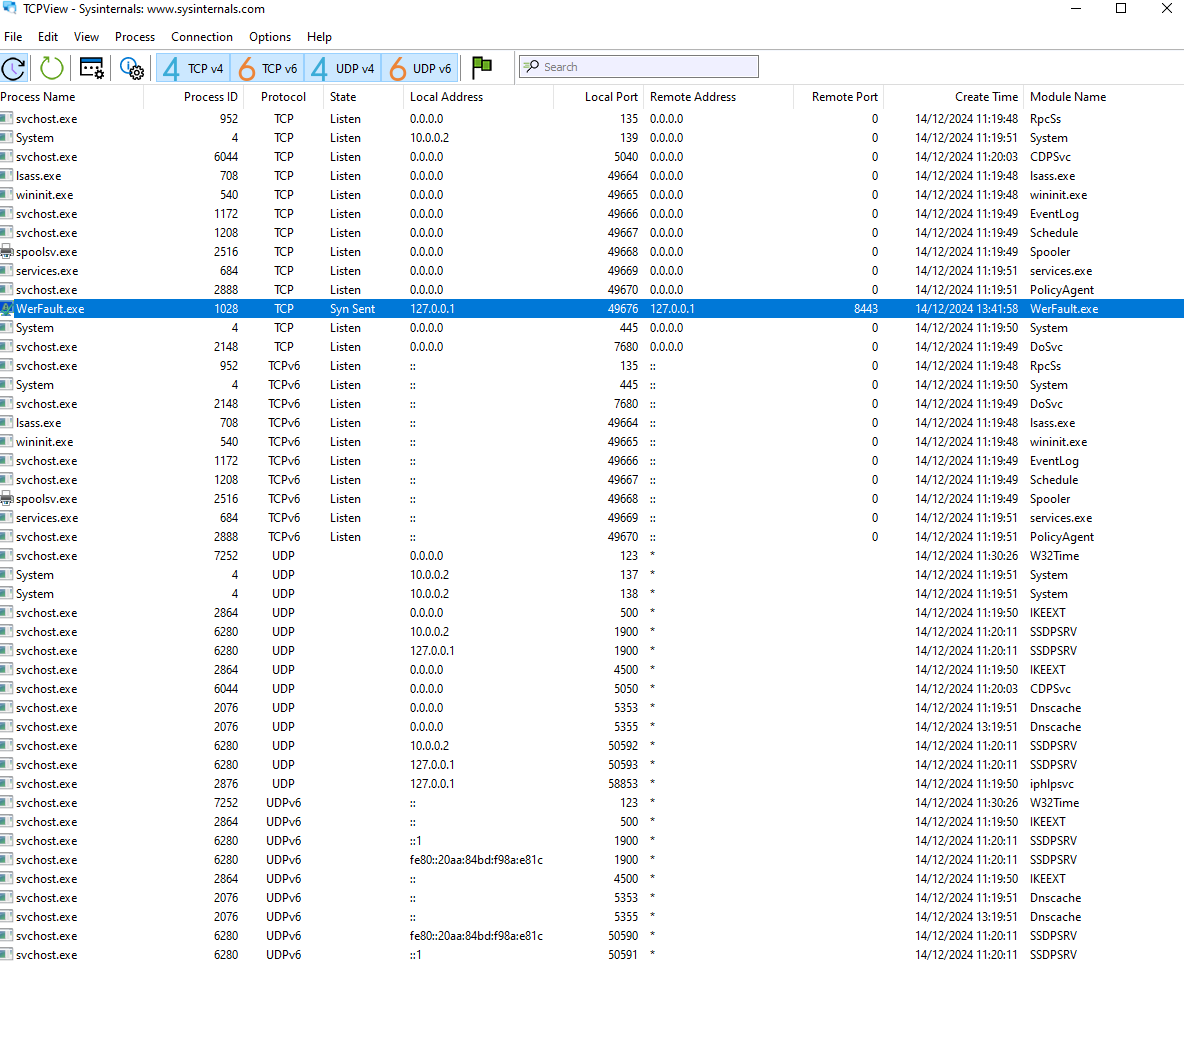 TCPView - Sysinternals: www.sysinternals.com
File Edit View Process Connection Options Help
4 TCP v4 6 TCP v6 4 UDP v4 6 UDP v6 Search
Process Name Process ID Protocol State Local Address Local Port Remote Address Remote Port Create Time Module Name
svchost.exe 952 TCP Listen 0.0.0.0 135 0.0.0.0 0 14/12/2024 11:19:48 RpcSs
System 4 TCP Listen 10.0.0.2 139 0.0.0.0 0 14/12/2024 11:19:51 System
svchost.exe 6044 TCP Listen 0.0.0.0 5040 0.0.0.0 0 14/12/2024 11:20:03 CDPSvc
lsass.exe 708 TCP Listen 0.0.0.0 49664 0.0.0.0 0 14/12/2024 11:19:48 lsass.exe
wininit.exe 540 TCP Listen 0.0.0.0 49665 0.0.0.0 0 14/12/2024 11:19:48 wininit.exe
svchost.exe 1172 TCP Listen 0.0.0.0 49666 0.0.0.0 0 14/12/2024 11:19:49 EventLog
svchost.exe 1208 TCP Listen 0.0.0.0 49667 0.0.0.0 0 14/12/2024 11:19:49 Schedule
spoolsv.exe 2516 TCP Listen 0.0.0.0 49668 0.0.0.0 0 14/12/2024 11:19:49 Spooler
services.exe 684 TCP Listen 0.0.0.0 49669 0.0.0.0 0 14/12/2024 11:19:51 services.exe
svchost.exe 2888 TCP Listen 0.0.0.0 49670 0.0.0.0 0 14/12/2024 11:19:51 PolicyAgent
WerFault.exe 1028 TCP Syn Sent 127.0.0.1 49676 127.0.0.1 8443 14/12/2024 13:41:58 WerFault.exe
System 4 TCP Listen 0.0.0.0 445 0.0.0.0 0 14/12/2024 11:19:50 System
svchost.exe 2148 TCP Listen 0.0.0.0 7680 0.0.0.0 0 14/12/2024 11:19:49 DoSvc
svchost.exe 952 TCPv6 Listen :: 135 :: 0 14/12/2024 11:19:48 RpcSs
System 4 TCPv6 Listen :: 445 :: 0 14/12/2024 11:19:50 System
svchost.exe 2148 TCPv6 Listen :: 7680 :: 0 14/12/2024 11:19:49 DoSvc
lsass.exe 708 TCPv6 Listen :: 49664 :: 0 14/12/2024 11:19:48 lsass.exe
wininit.exe 540 TCPv6 Listen :: 49665 :: 0 14/12/2024 11:19:48 wininit.exe
svchost.exe 1172 TCPv6 Listen :: 49666 :: 0 14/12/2024 11:19:49 EventLog
svchost.exe 1208 TCPv6 Listen :: 49667 :: 0 14/12/2024 11:19:49 Schedule
spoolsv.exe 2516 TCPv6 Listen :: 49668 :: 0 14/12/2024 11:19:49 Spooler
services.exe 684 TCPv6 Listen :: 49669 :: 0 14/12/2024 11:19:51 services.exe
svchost.exe 2888 TCPv6 Listen :: 49670 :: 0 14/12/2024 11:19:51 PolicyAgent
svchost.exe 7252 UDP 0.0.0.0 123 * 14/12/2024 11:30:26 W32Time
System 4 UDP 10.0.0.2 137 * 14/12/2024 11:19:51 System
System 4 UDP 10.0.0.2 138 * 14/12/2024 11:19:51 System
svchost.exe 2864 UDP 0.0.0.0 500 * 14/12/2024 11:19:50 IKEEXT
svchost.exe 6280 UDP 10.0.0.2 1900 * 14/12/2024 11:20:11 SSDPSRV
svchost.exe 6280 UDP 127.0.0.1 1900 * 14/12/2024 11:20:11 SSDPSRV
svchost.exe 2864 UDP 0.0.0.0 4500 * 14/12/2024 11:19:50 IKEEXT
svchost.exe 6044 UDP 0.0.0.0 5050 * 14/12/2024 11:20:03 CDPSvc
svchost.exe 2076 UDP 0.0.0.0 5353 * 14/12/2024 11:19:51 Dnscache
svchost.exe 2076 UDP 0.0.0.0 5355 * 14/12/2024 13:19:51 Dnscache
svchost.exe 6280 UDP 10.0.0.2 50592 * 14/12/2024 11:20:11 SSDPSRV
svchost.exe 6280 UDP 127.0.0.1 50593 * 14/12/2024 11:20:11 SSDPSRV
svchost.exe 2876 UDP 127.0.0.1 58853 * 14/12/2024 11:19:50 iphlpsvc
svchost.exe 7252 UDPv6 :: 123 * 14/12/2024 11:30:26 W32Time
svchost.exe 2864 UDPv6 :: 500 * 14/12/2024 11:19:50 IKEEXT
svchost.exe 6280 UDPv6 ::1 1900 * 14/12/2024 11:20:11 SSDPSRV
svchost.exe 6280 UDPv6 fe80::20aa:84bd:f98a:e81c 1900 * 14/12/2024 11:20:11 SSDPSRV
svchost.exe 2864 UDPv6 :: 4500 * 14/12/2024 11:19:50 IKEEXT
svchost.exe 2076 UDPv6 :: 5353 * 14/12/2024 11:19:51 Dnscache
svchost.exe 2076 UDPv6 :: 5355 * 14/12/2024 13:19:51 Dnscache
svchost.exe 6280 UDPv6 fe80::20aa:84bd:f98a:e81c 50590 * 14/12/2024 11:20:11 SSDPSRV
svchost.exe 6280 UDPv6 ::1 50591 * 14/12/2024 11:20:11 SSDPSRV